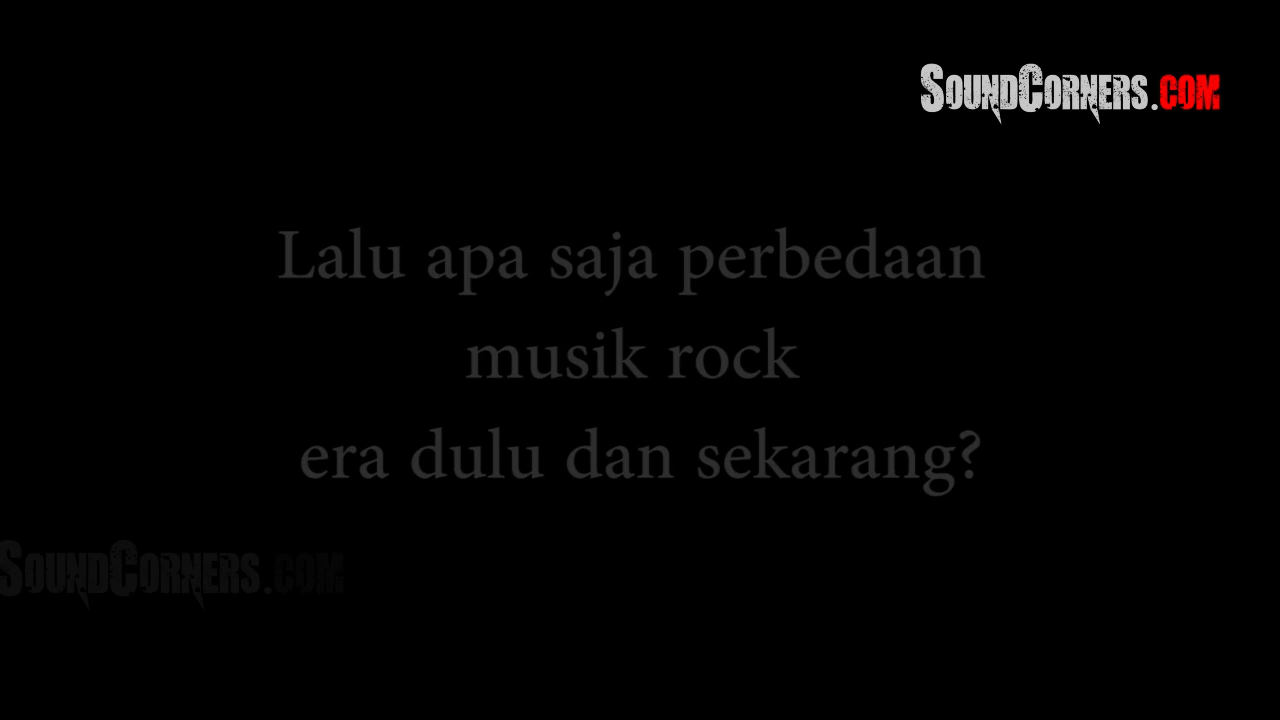 SOUNDCORNERS.COM
Lalu apa saja perbedaan
musik rock
era dulu dan sekarang?
SOUNDCORNERS.COM